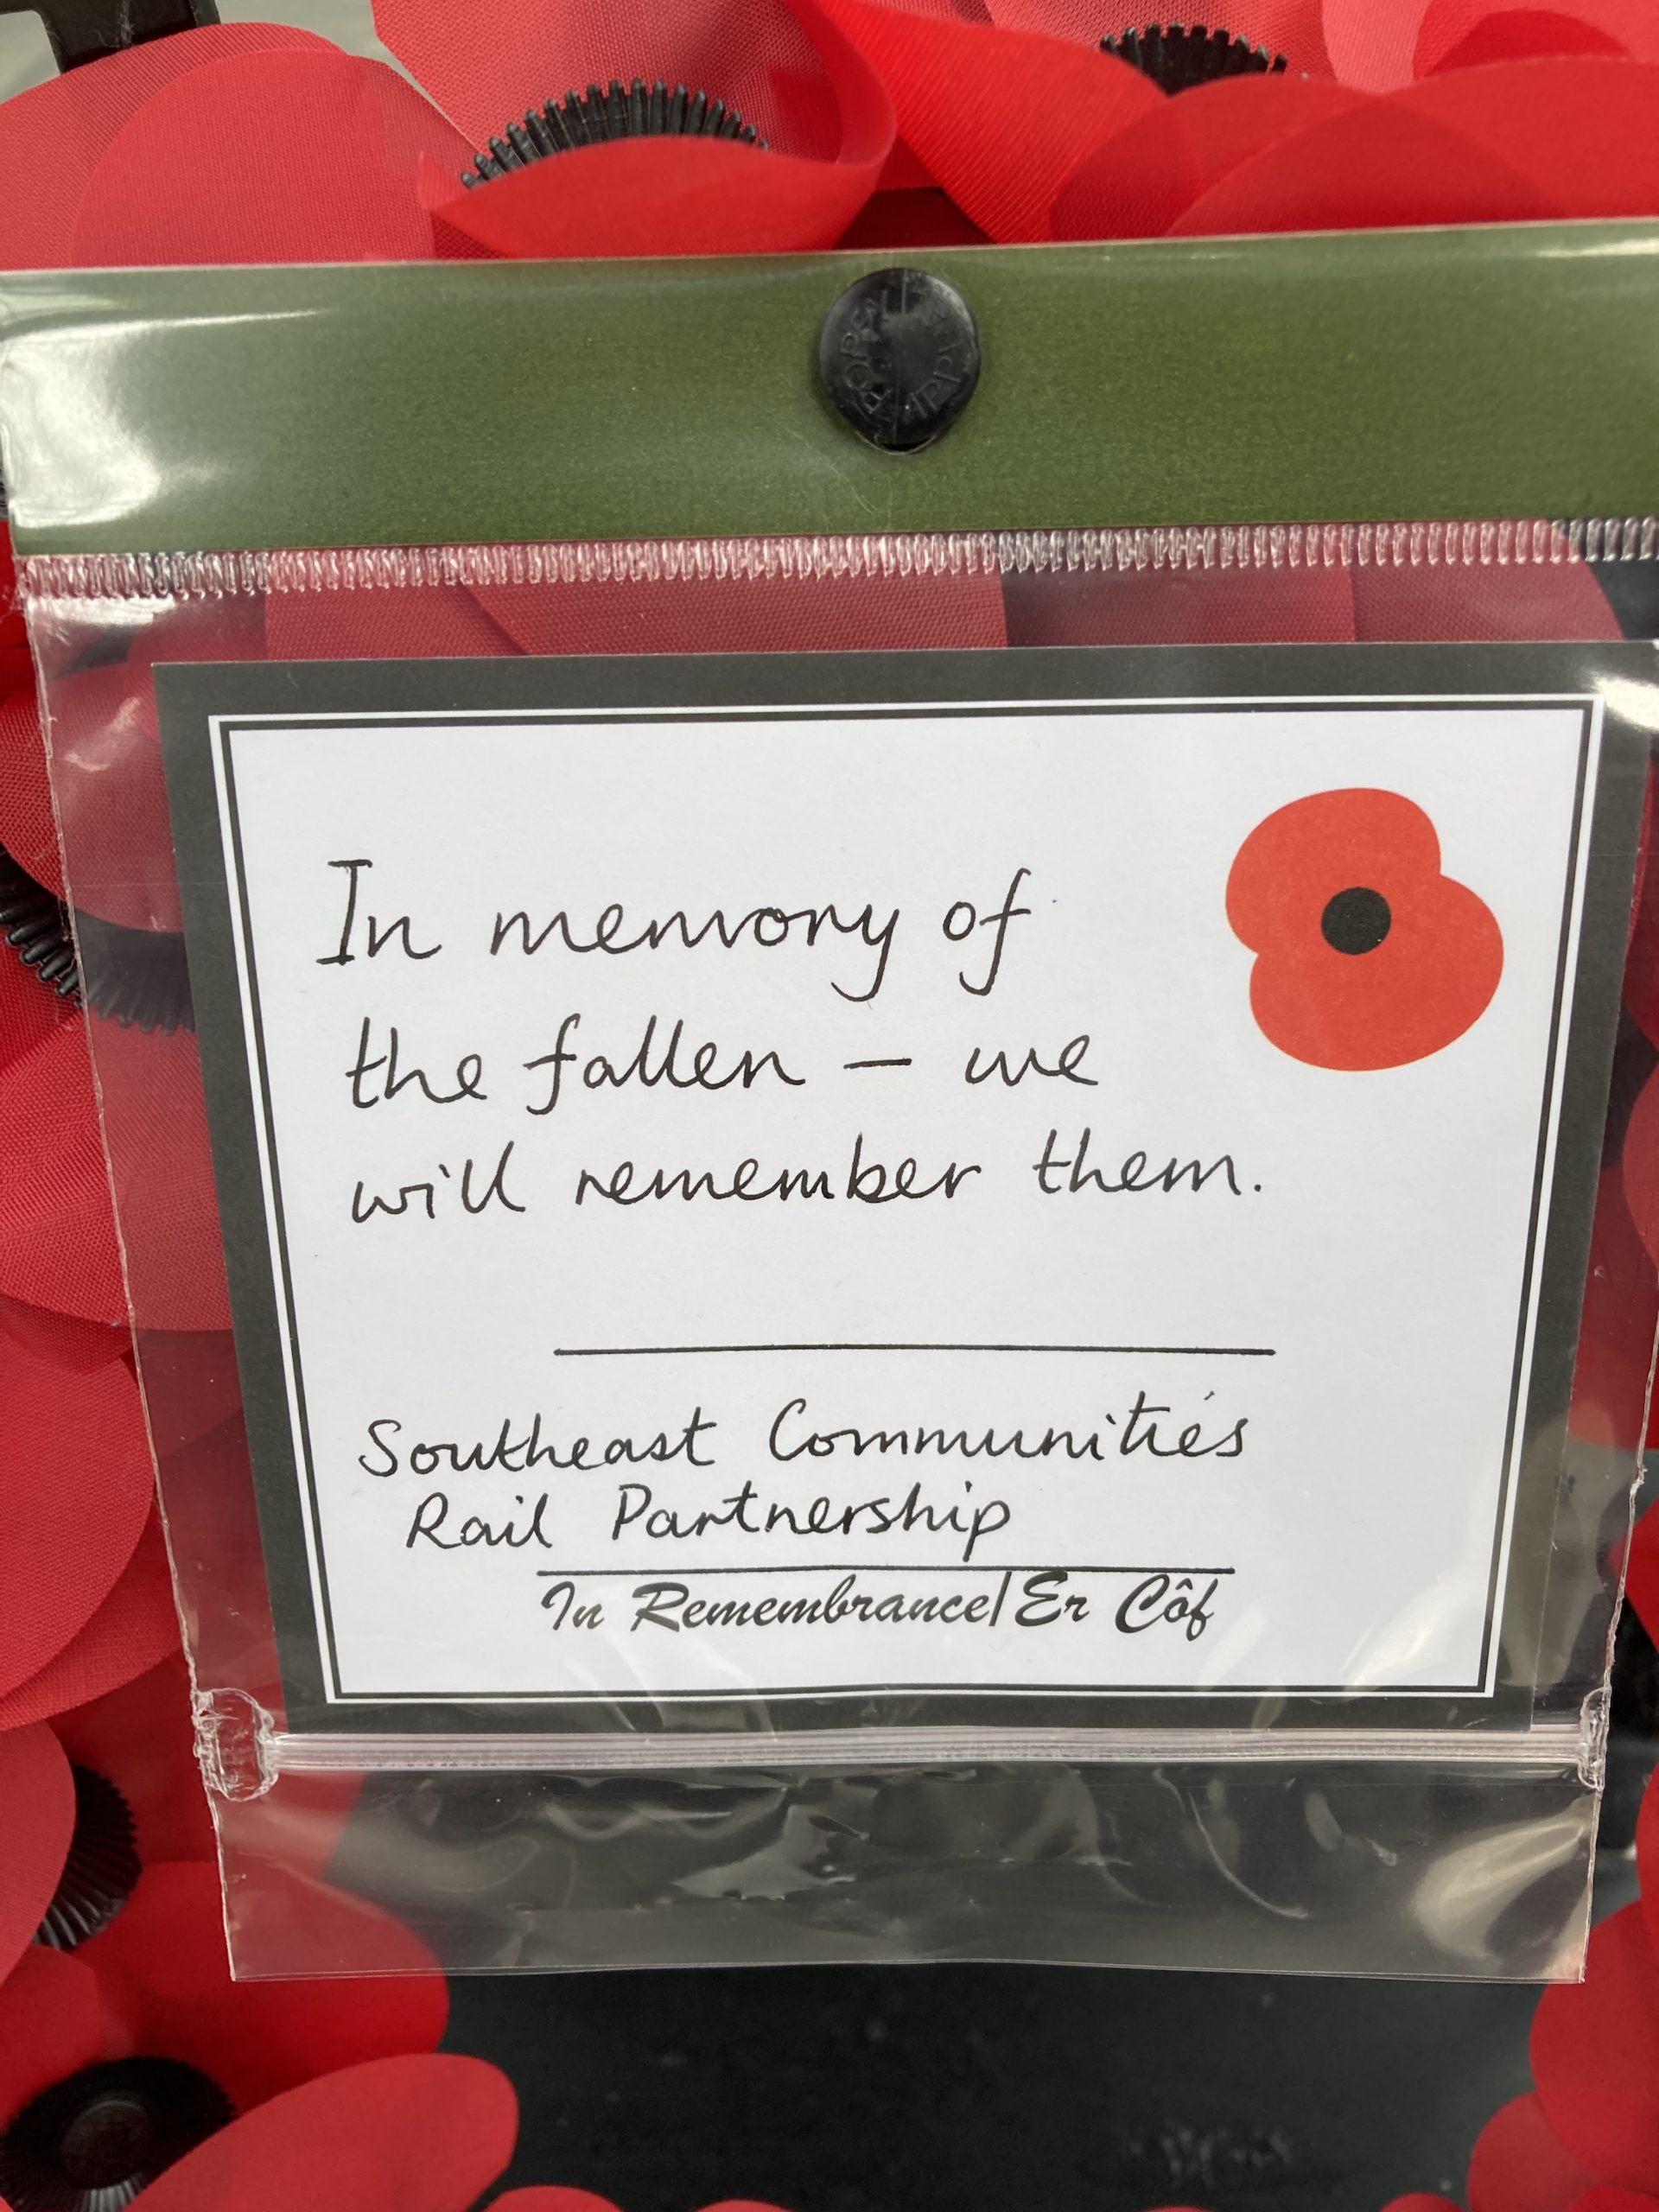 In memory of
the fallen – we
will remember them.
Southeast Communities
Rail Partnership
In Remembrance/Er Côf